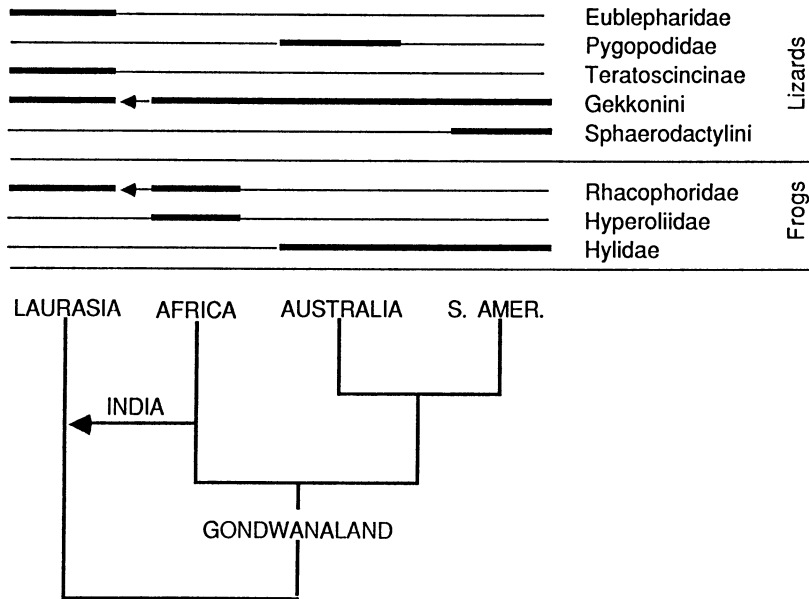 Eublepharidae
Pygopodidae
Teratoscincinae
Gekkonini
Sphaerodactylini
Lizards
Rhacophoridae
Hyperoliidae
Hylidae
Frogs
LAURASIA AFRICA AUSTRALIA S. AMER.
INDIA
GONDWANALAND